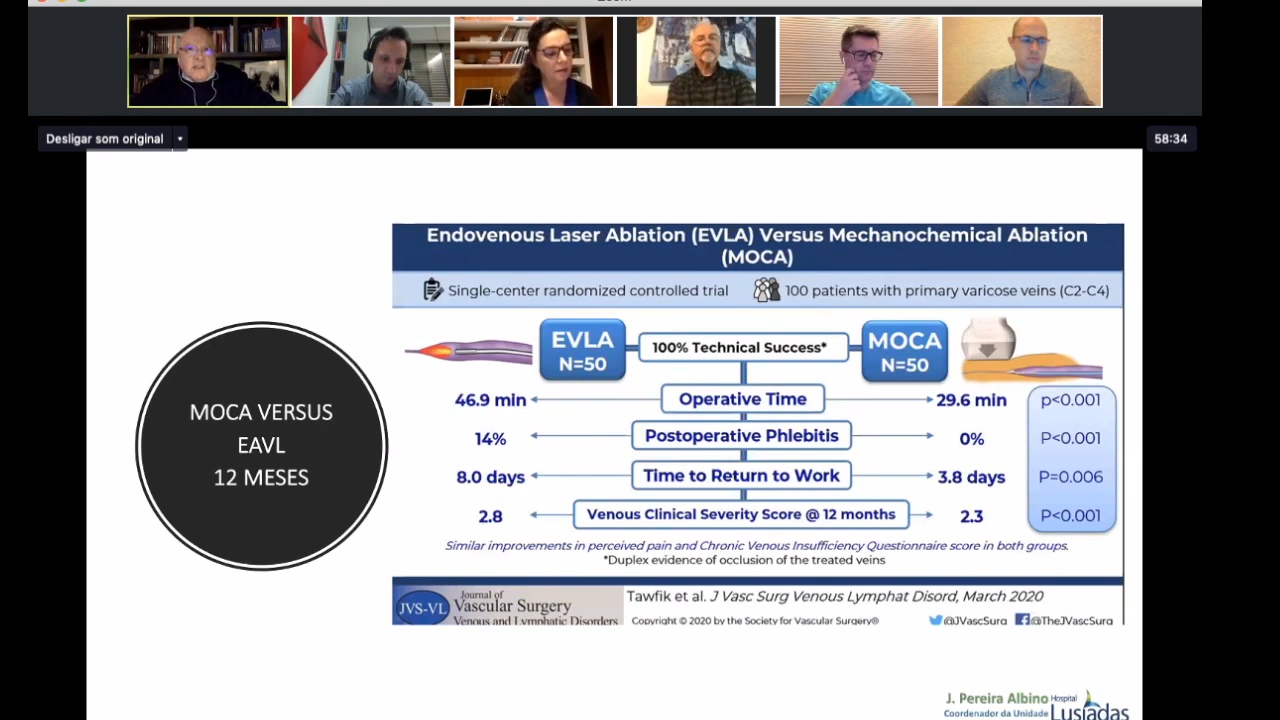 Desligar som original
58:34
MOCA VERSUS
EAVL
12 MESES
Endovenous Laser Ablation (EVLA) Versus Mechanochemical Ablation
(MOCA)
Single-center randomized controlled trial
100 patients with primary varicose veins (C2-C4)
EVLA
N=50
100% Technical Success*
MOCA
N=50
46.9 min
Operative Time
29.6 min
p<0.001
14%
Postoperative Phlebitis
0%
P<0.001
8.0 days
Time to Return to Work
3.8 days
P=0.006
2.8
Venous Clinical Severity Score @ 12 months
2.3
P<0.001
Similar improvements in perceived pain and Chronic Venous Insufficiency Questionnaire score in both groups.
*Duplex evidence of occlusion of the treated veins
JVS-VL
Journal of
Vascular Surgery
Venous and Lymphatic Disorders
Tawfik et al. J Vasc Surg Venous Lymphat Disord, March 2020
Copyright © 2020 by the Society for Vascular Surgery®
@JVascSurg
@TheJVascSurg
J. Pereira Albino
Coordenador da Unidade
Hospital
Lusíadas